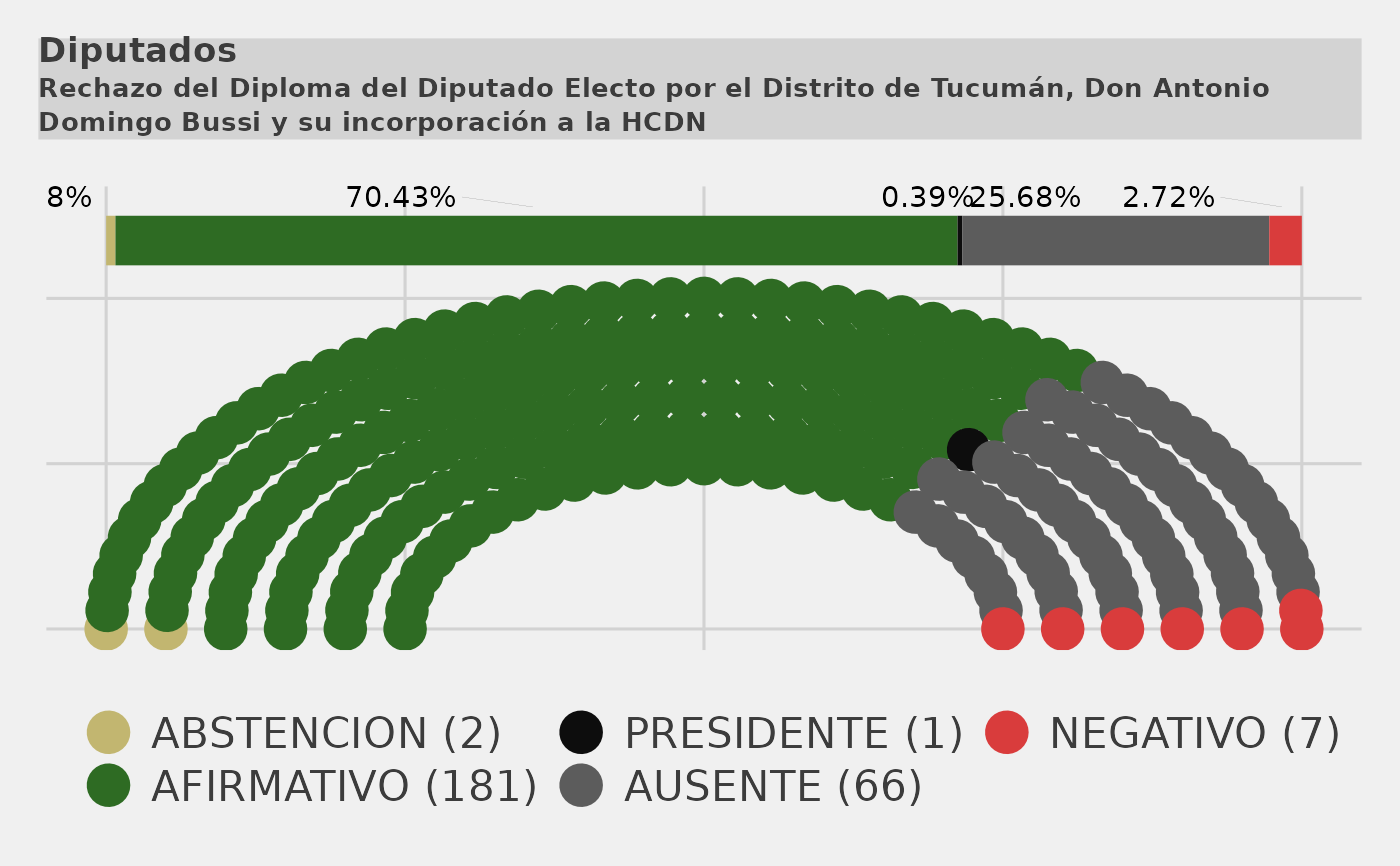 Diputados
Rechazo del Diploma del Diputado Electo por el Distrito de Tucumán, Don Antonio
Domingo Bussi y su incorporación a la HCDN
8% 70.43% 0.39% 25.68% 2.72%
ABSTENCION (2) PRESIDENTE (1) NEGATIVO (7)
AFIRMATIVO (181) AUSENTE (66)